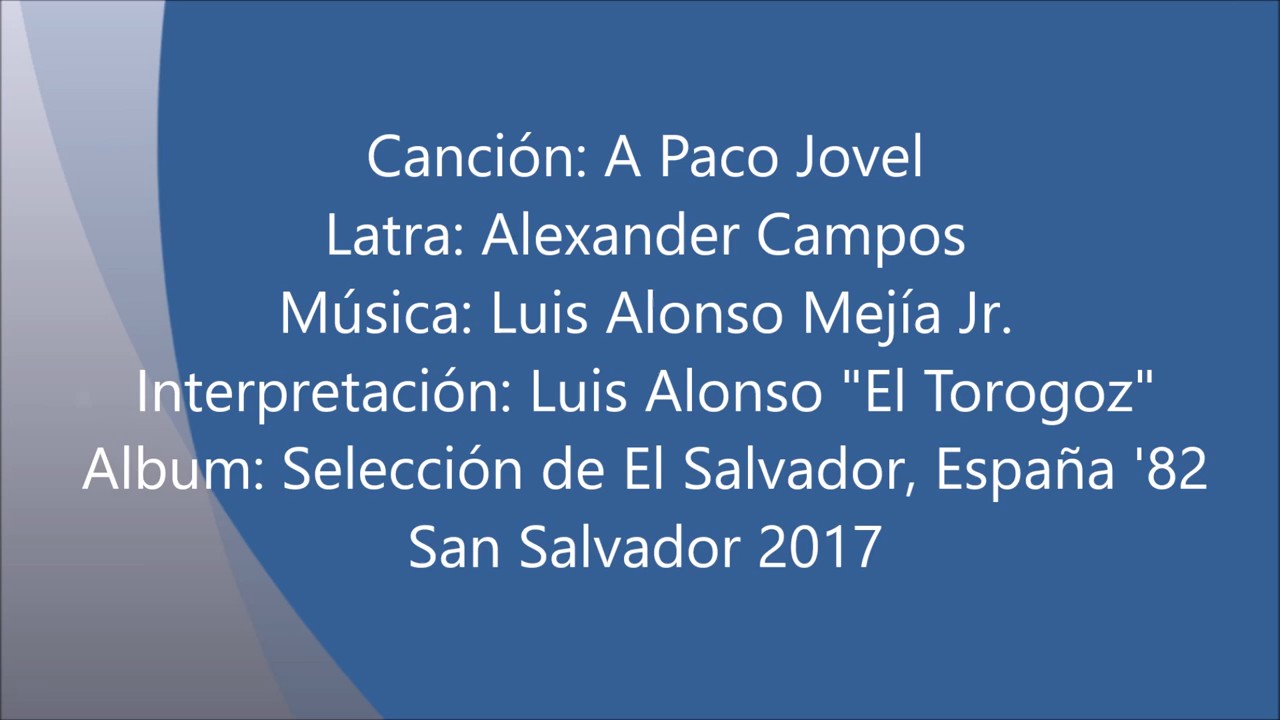 Canción: A Paco Jovel
Latra: Alexander Campos
Música: Luis Alonso Mejía Jr.
Interpretación: Luis Alonso "El Torogoz"
Album: Selección de El Salvador, España '82
San Salvador 2017